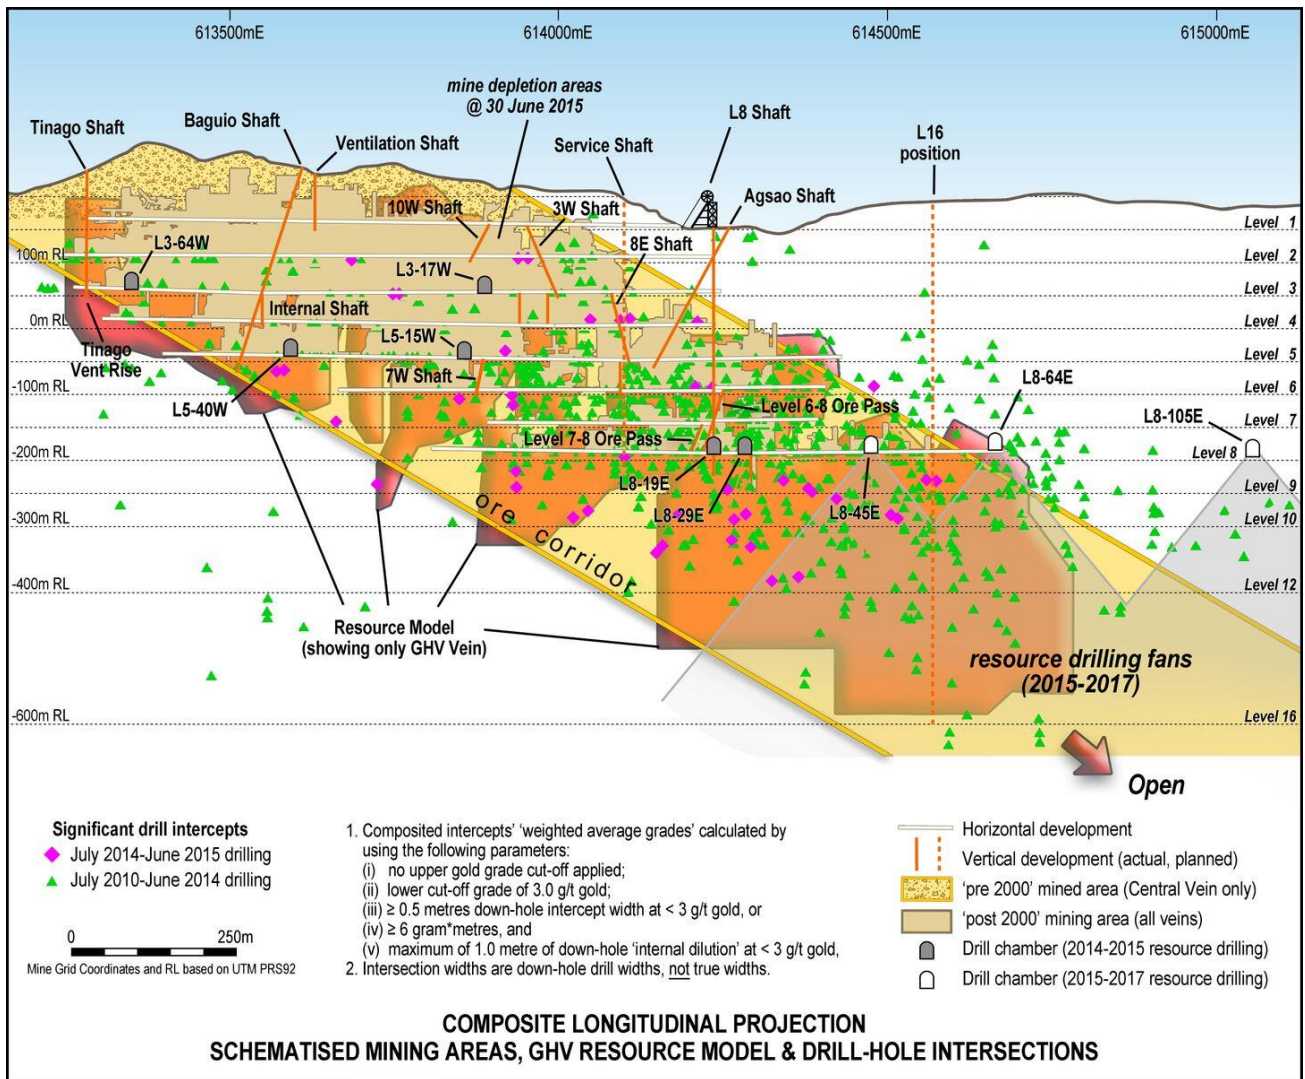 613500mE
614000mE
614500mE
615000mE
mine depletion areas
@ 30 June 2015
Tinago Shaft
Baguio Shaft
Ventilation Shaft
Service Shaft
L8 Shaft
L16
position
Agsao Shaft
10W Shaft
3W Shaft
8E Shaft
L3-64W
L3-17W
Internal Shaft
L5-15W
Tinago
Vent Rise
7W Shaft
L5-40W
Level 6-8 Ore Pass
Level 7-8 Ore Pass
L8-19E
L8-29E
L8-45E
L8-64E
L8-105E
100m RL
0m RL
-100m RL
-200m RL
-300m RL
-400m RL
-600m RL
Level 1
Level 2
Level 3
Level 4
Level 5
Level 6
Level 7
Level 8
Level 9
Level 10
Level 12
Level 16
ore corridor
Resource Model
(showing only GHV Vein)
resource drilling fans
(2015-2017)
Open
Significant drill intercepts
July 2014-June 2015 drilling
July 2010-June 2014 drilling
0 250m
Mine Grid Coordinates and RL based on UTM PRS92
1. Composited intercepts' 'weighted average grades' calculated by
using the following parameters:
(i) no upper gold grade cut-off applied;
(ii) lower cut-off grade of 3.0 g/t gold;
(iii) ≥ 0.5 metres down-hole intercept width at < 3 g/t gold, or
(iv) ≥ 6 gram*metres, and
(v) maximum of 1.0 metre of down-hole 'internal dilution' at < 3 g/t gold,
2. Intersection widths are down-hole drill widths, not true widths.
Horizontal development
Vertical development (actual, planned)
'pre 2000' mined area (Central Vein only)
'post 2000' mining area (all veins)
Drill chamber (2014-2015 resource drilling)
Drill chamber (2015-2017 resource drilling)
COMPOSITE LONGITUDINAL PROJECTION
SCHEMATISED MINING AREAS, GHV RESOURCE MODEL & DRILL-HOLE INTERSECTIONS